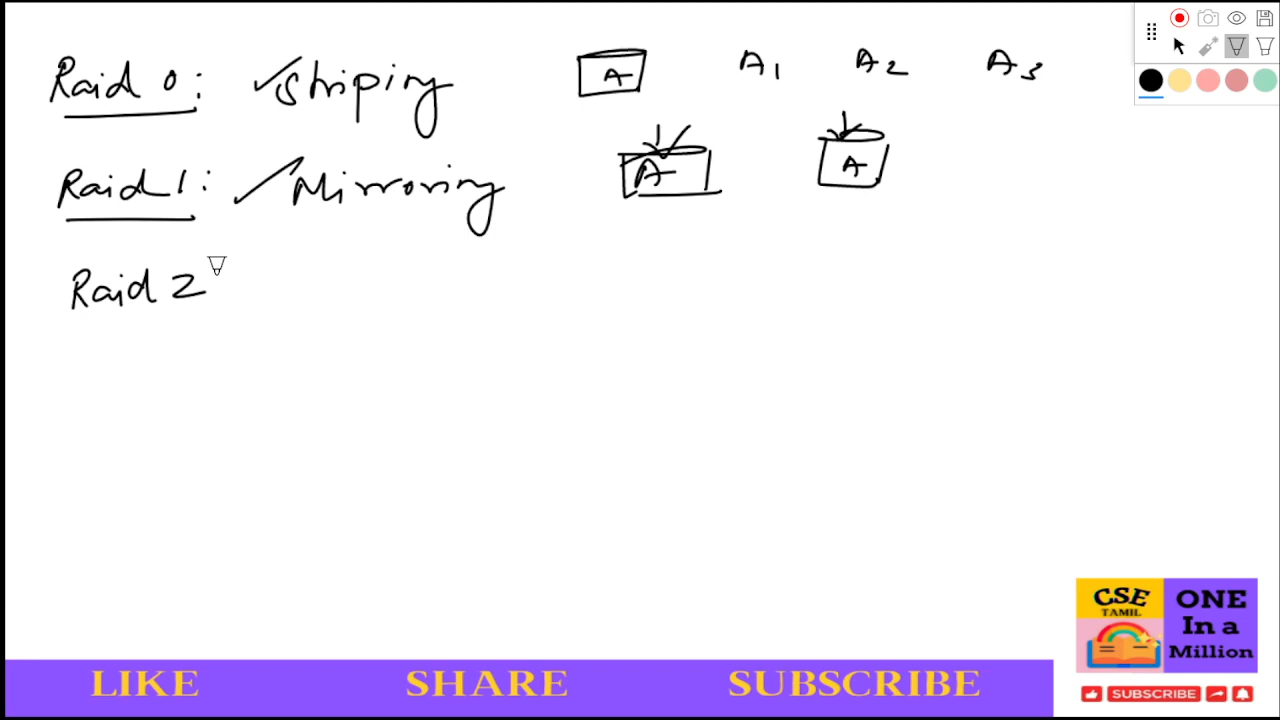 Raid 0: Striping A A1 A2 A3
Raid 1: Mirroring A A
Raid 2
CSE
TAMIL
ONE
In a
Million
LIKE SHARE SUBSCRIBE
SUBSCRIBE